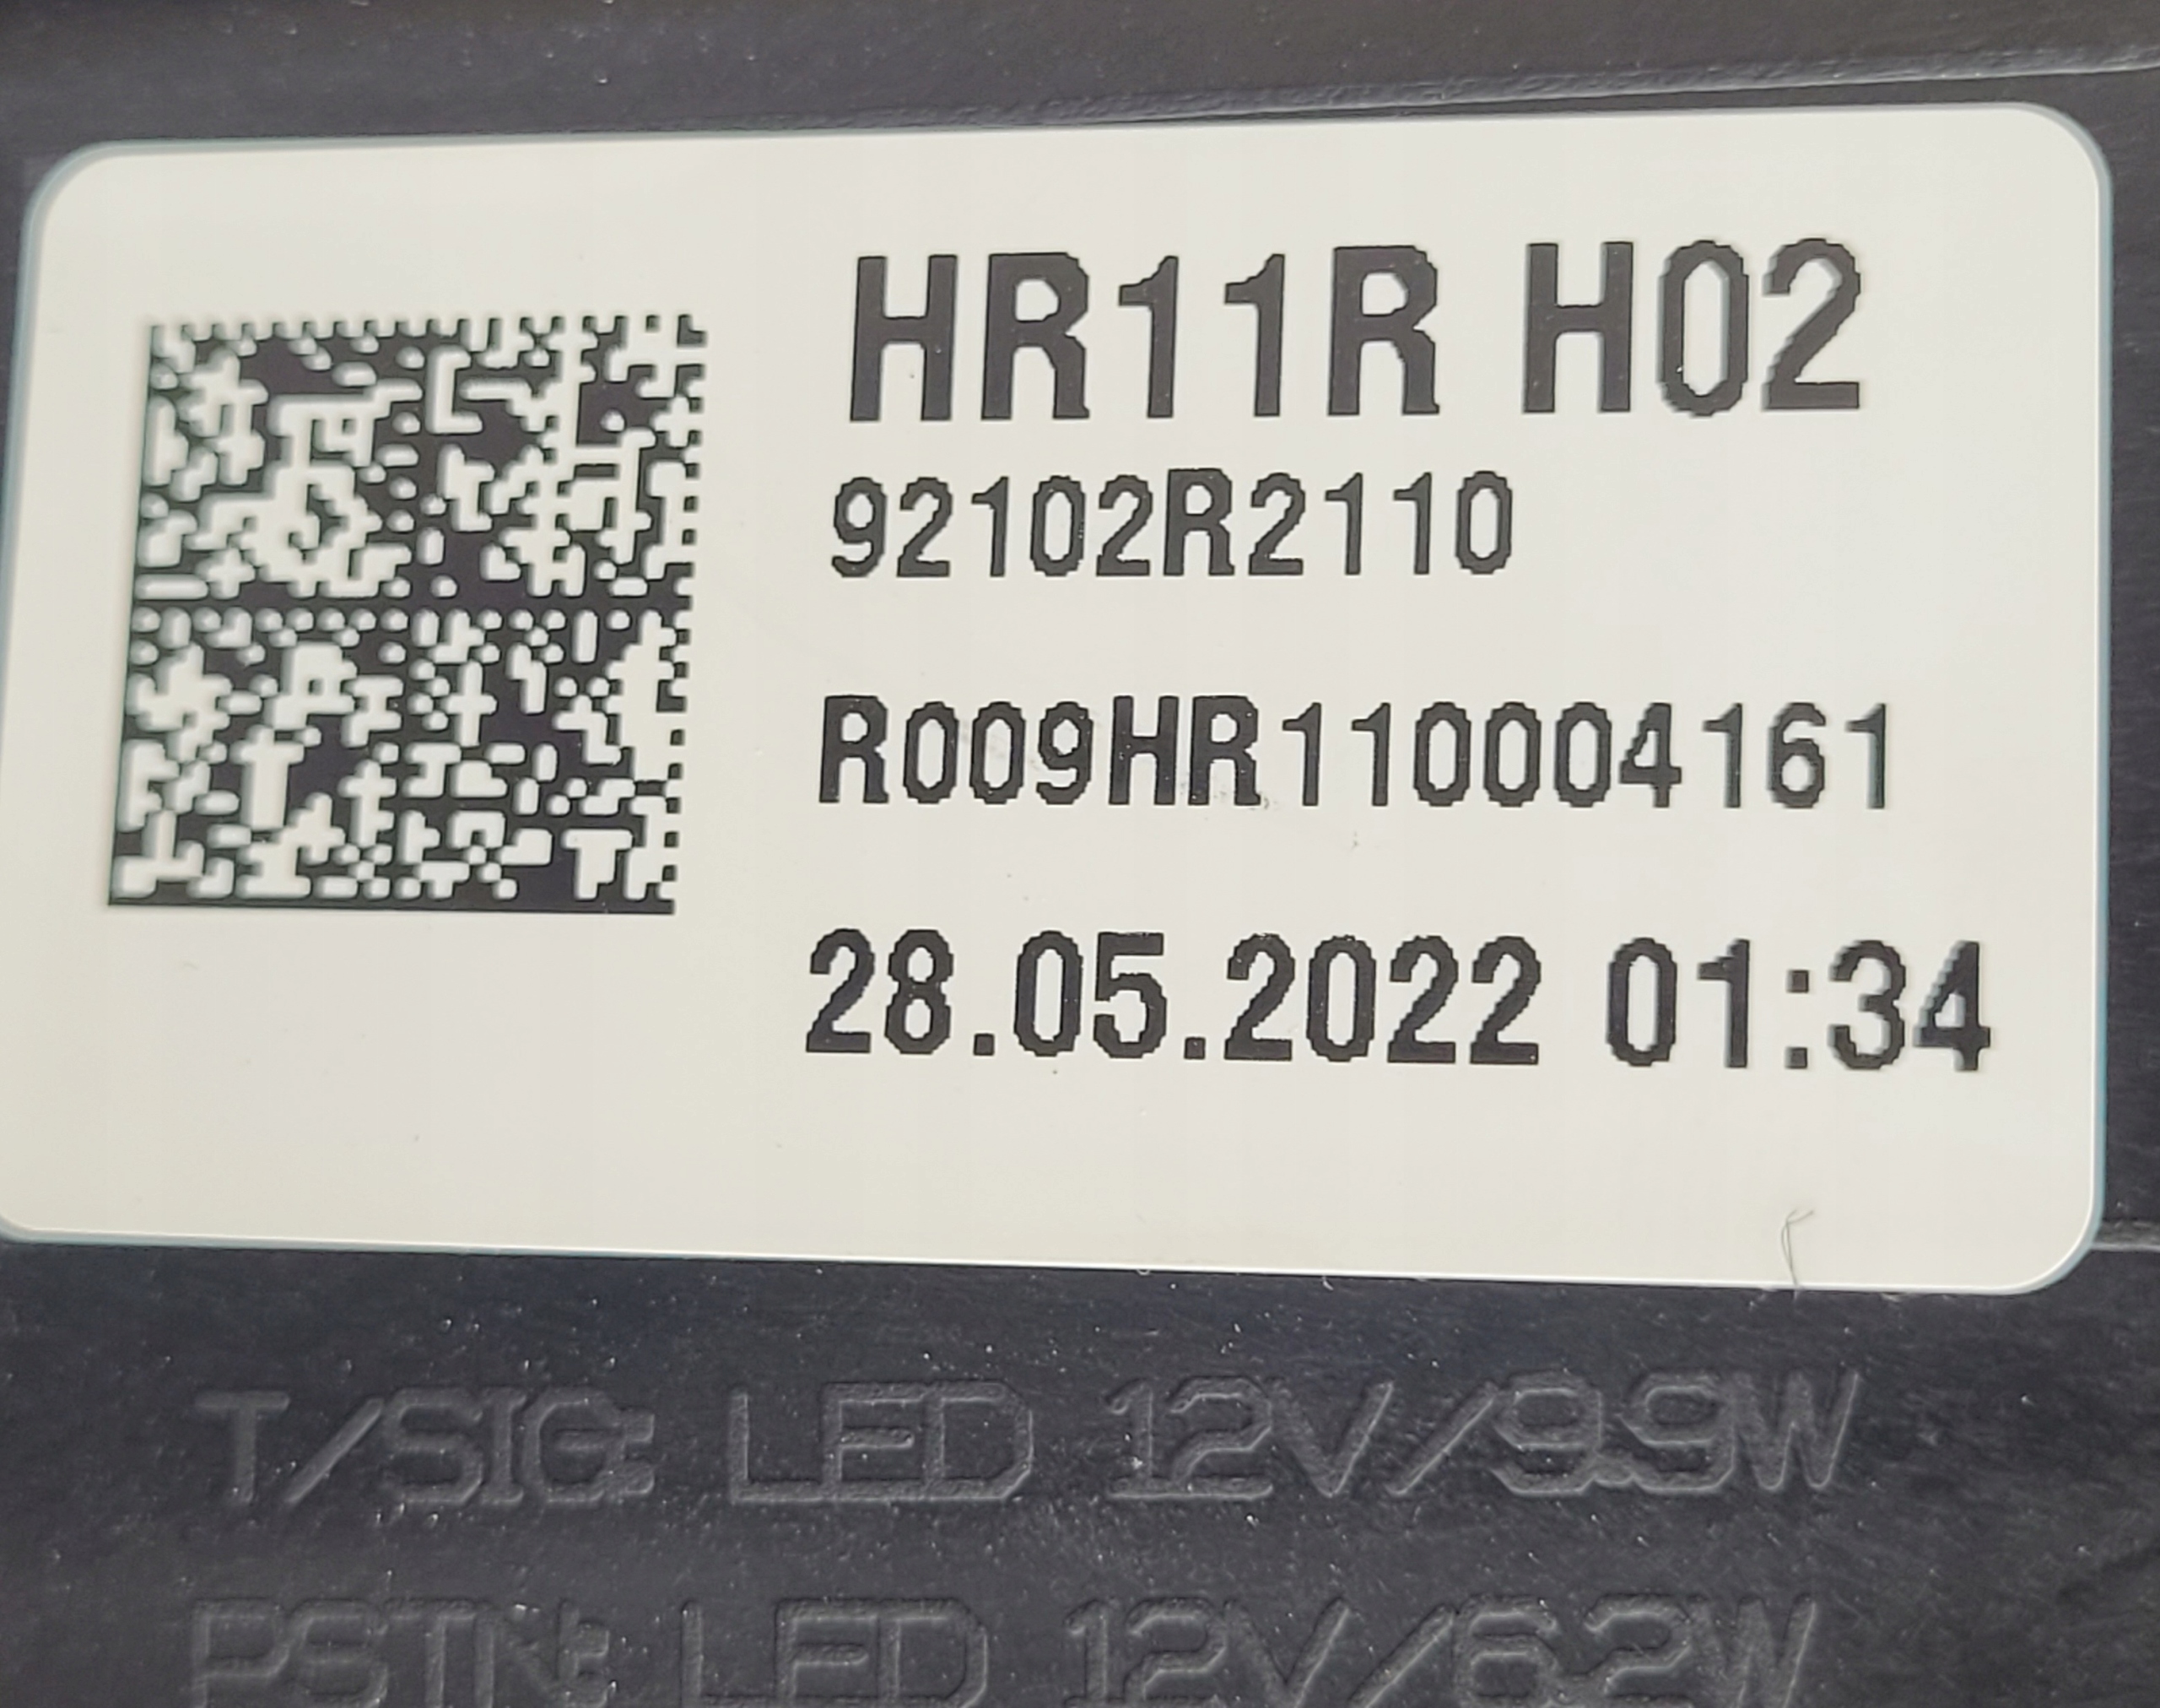 HR11R H02
92102R2110
R009HR110004161
28.05.2022 01:34
T/SIG: LED 12V/9.9W
PSTN: LED 12V/6.2W